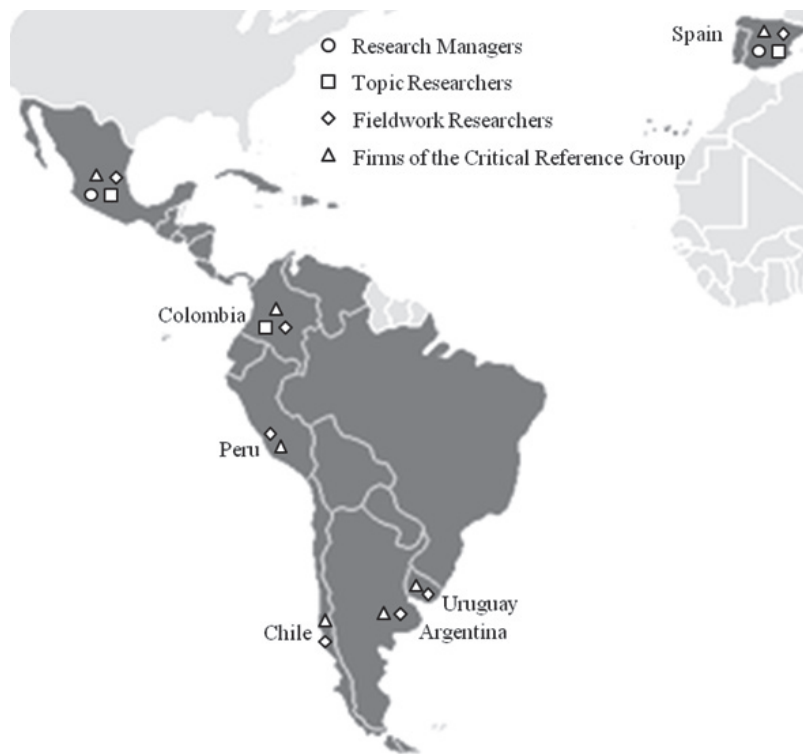 Spain
Research Managers
Topic Researchers
Fieldwork Researchers
Firms of the Critical Reference Group
Colombia
Peru
Uruguay
Argentina
Chile